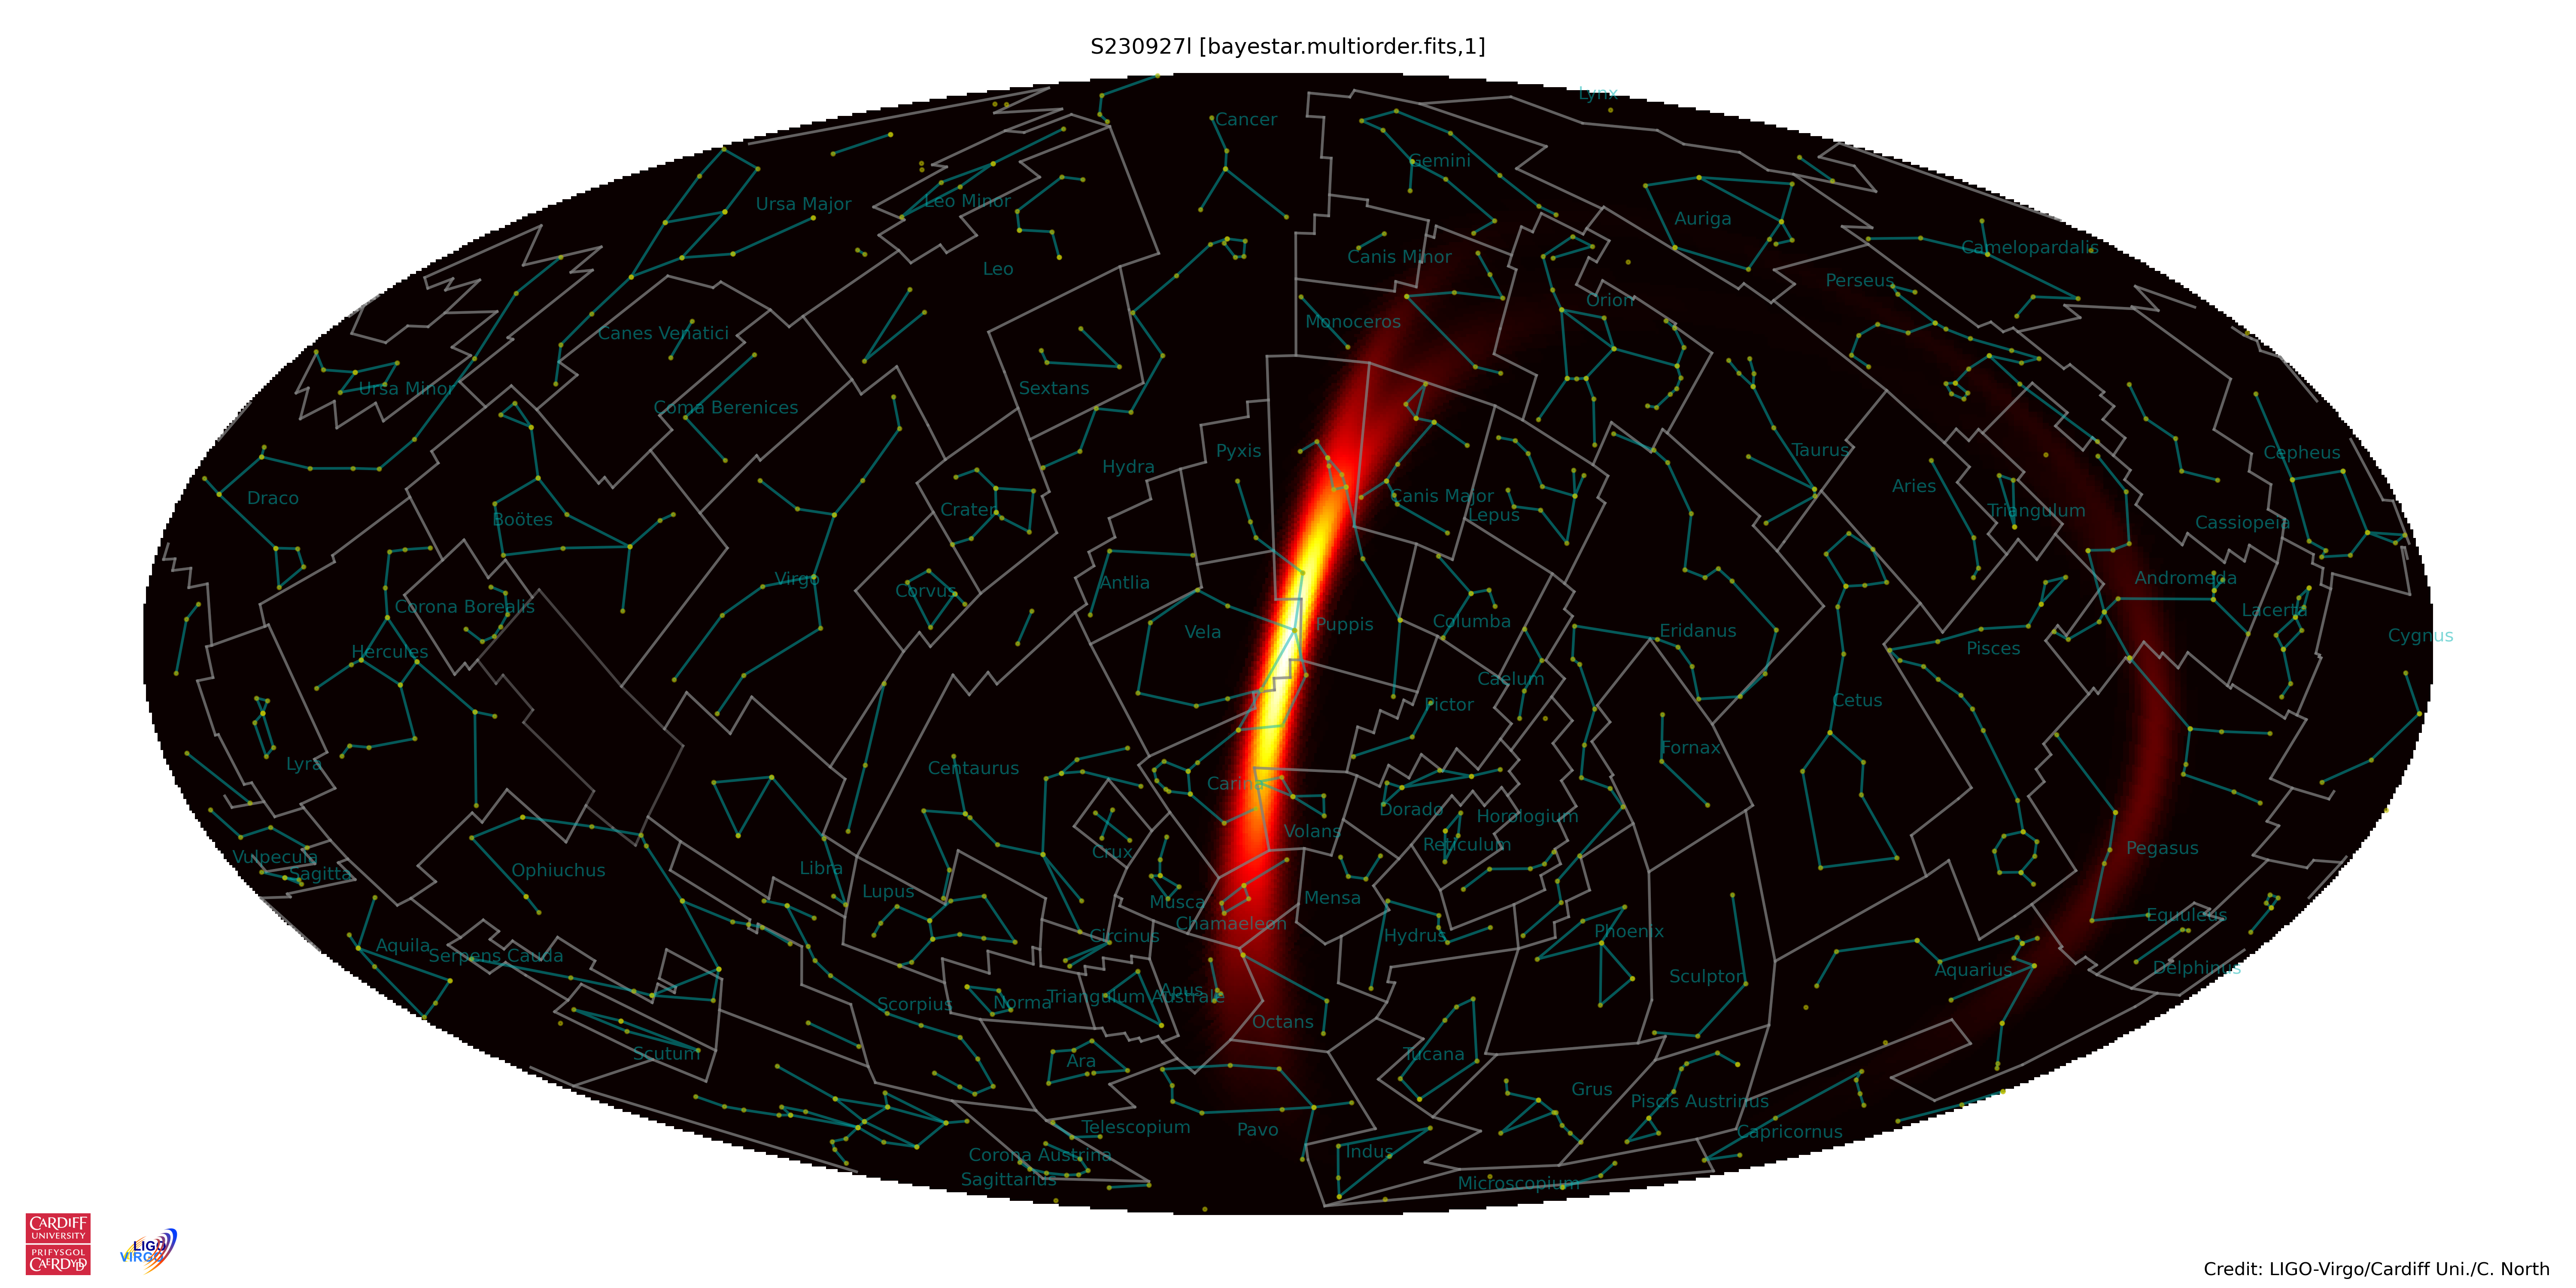 S230927l [bayestar.multiorder.fits,1]
Lynx
Cancer
Gemini
Ursa Major
Leo Minor
Auriga
Camelopardalis
Canis Minor
Leo
Perseus
Orion
Monoceros
Canes Venatici
Ursa Minor
Sextans
Coma Berenices
Pyxis
Taurus
Cepheus
Hydra
Aries
Draco
Canis Major
Crater
Triangulum
Lepus
Boötes
Cassiopeia
Virgo
Antlia
Andromeda
Corvus
Corona Borealis
Lacerta
Columba
Puppis
Vela
Eridanus
Cygnus
Hercules
Pisces
Caelum
Cetus
Pictor
Fornax
Lyra
Centaurus
Carina
Dorado
Horologium
Volans
Reticulum
Crux
Pegasus
Vulpecula
Sagitta
Ophiuchus
Libra
Lupus
Mensa
Musca
Equuleus
Chamaeleon
Circinus
Hydrus
Phoenix
Aquila
Serpens Cauda
Delphinus
Aquarius
Sculptor
Apus
Triangulum Australe
Norma
Scorpius
Octans
Scutum
Ara
Tucana
Grus
Piscis Austrinus
Telescopium
Pavo
Capricornus
Indus
Corona Austrina
Sagittarius
Microscopium
CARDIFF
UNIVERSITY
PRIFYSGOL
CAERDYDD
LIGO
VIRGO
Credit: LIGO-Virgo/Cardiff Uni./C. North